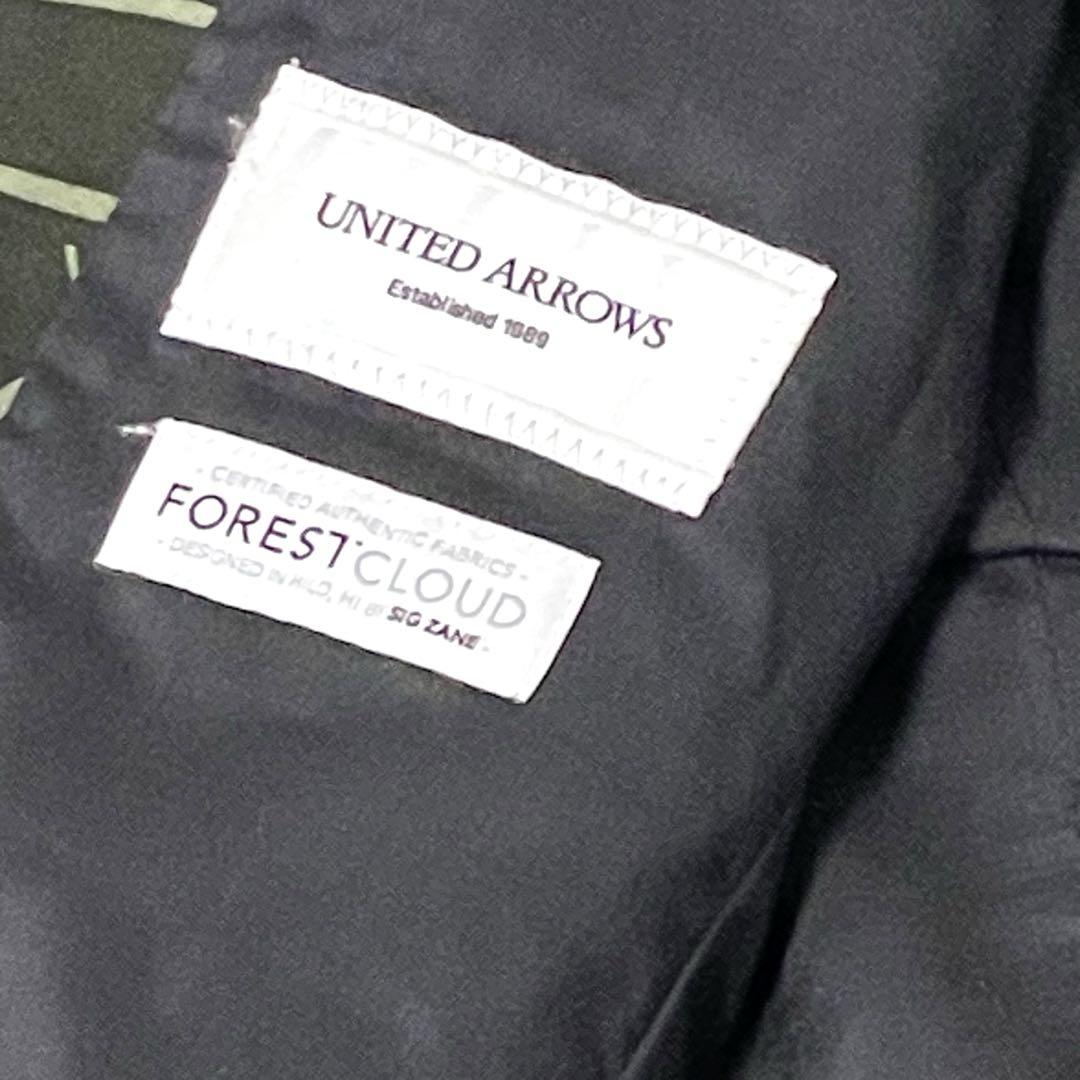 UNITED ARROWS
Established 1989
- CERTIFIED AUTHENTIC FABRICS -
FOREST CLOUD
- DESIGNED IN HILO, HI BY SIG ZANE -